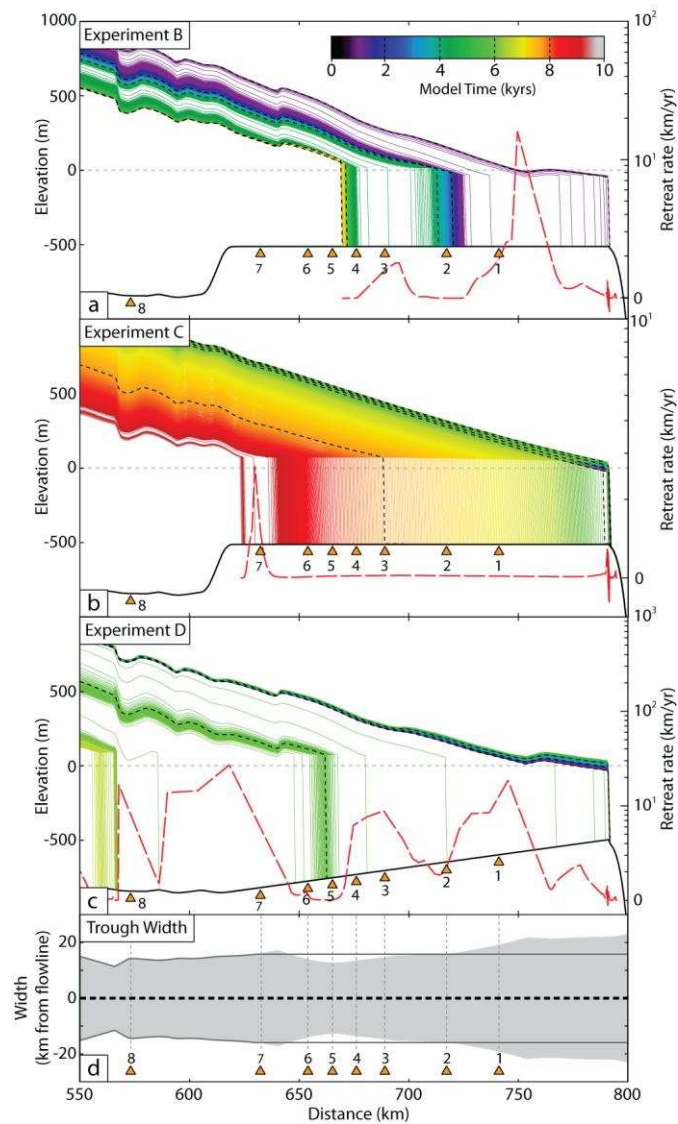 1000
Experiment B
10²
0 2 4 6 8 10
Model Time (kyrs)
500
Elevation (m)
0
10¹
Retreat rate (km/yr)
-500
7 6 5 4 3 2 1
0
8
a
Experiment C
10¹
500
Elevation (m)
0
Retreat rate (km/yr)
-500
7 6 5 4 3 2 1
0
8
b
10³
Experiment D
500
10²
Elevation (m)
0
Retreat rate (km/yr)
10¹
-500
7 6 5 4 3 2 1
8
0
c
Trough Width
20
Width
(km from flowline)
0
8 7 6 5 4 3 2 1
-20
d
550 600 650 700 750 800
Distance (km)